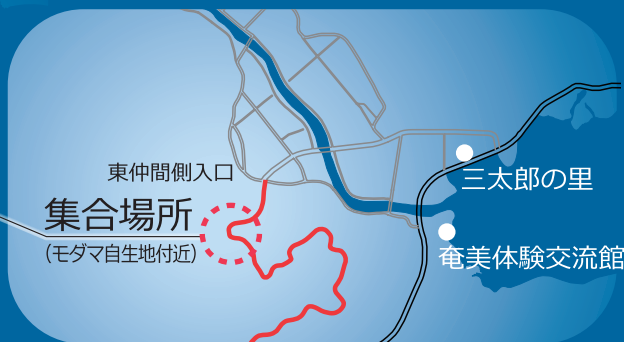 東仲間側入口
集合場所
（モダマ自生地付近）
三太郎の里
奄美体験交流館